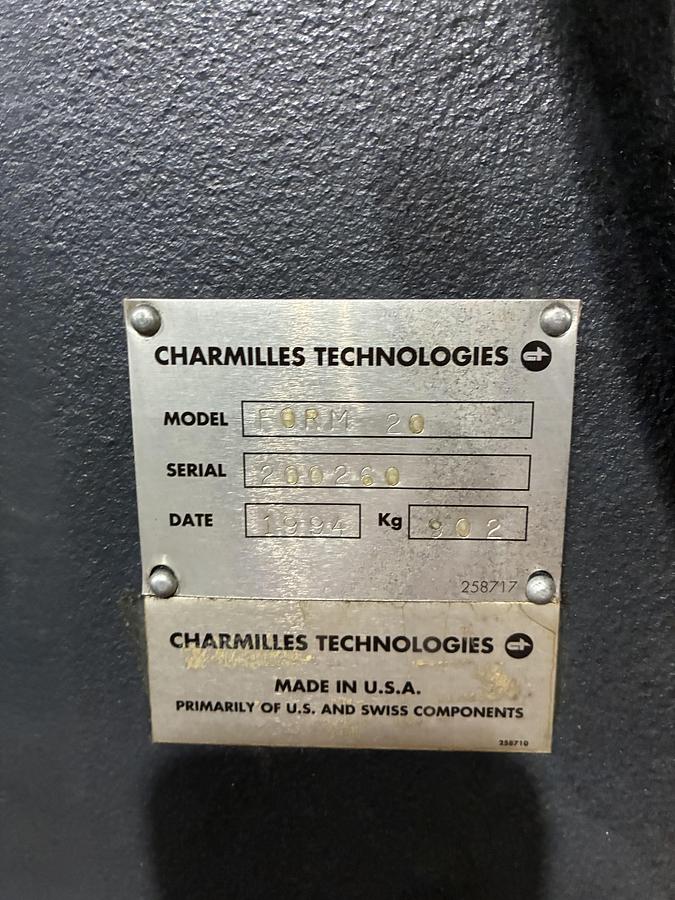 CHARMILLES TECHNOLOGIES
MODEL FORM 20
SERIAL 200260
DATE 1994 Kg 902
258717
CHARMILLES TECHNOLOGIES
MADE IN U.S.A.
PRIMARILY OF U.S. AND SWISS COMPONENTS
258710